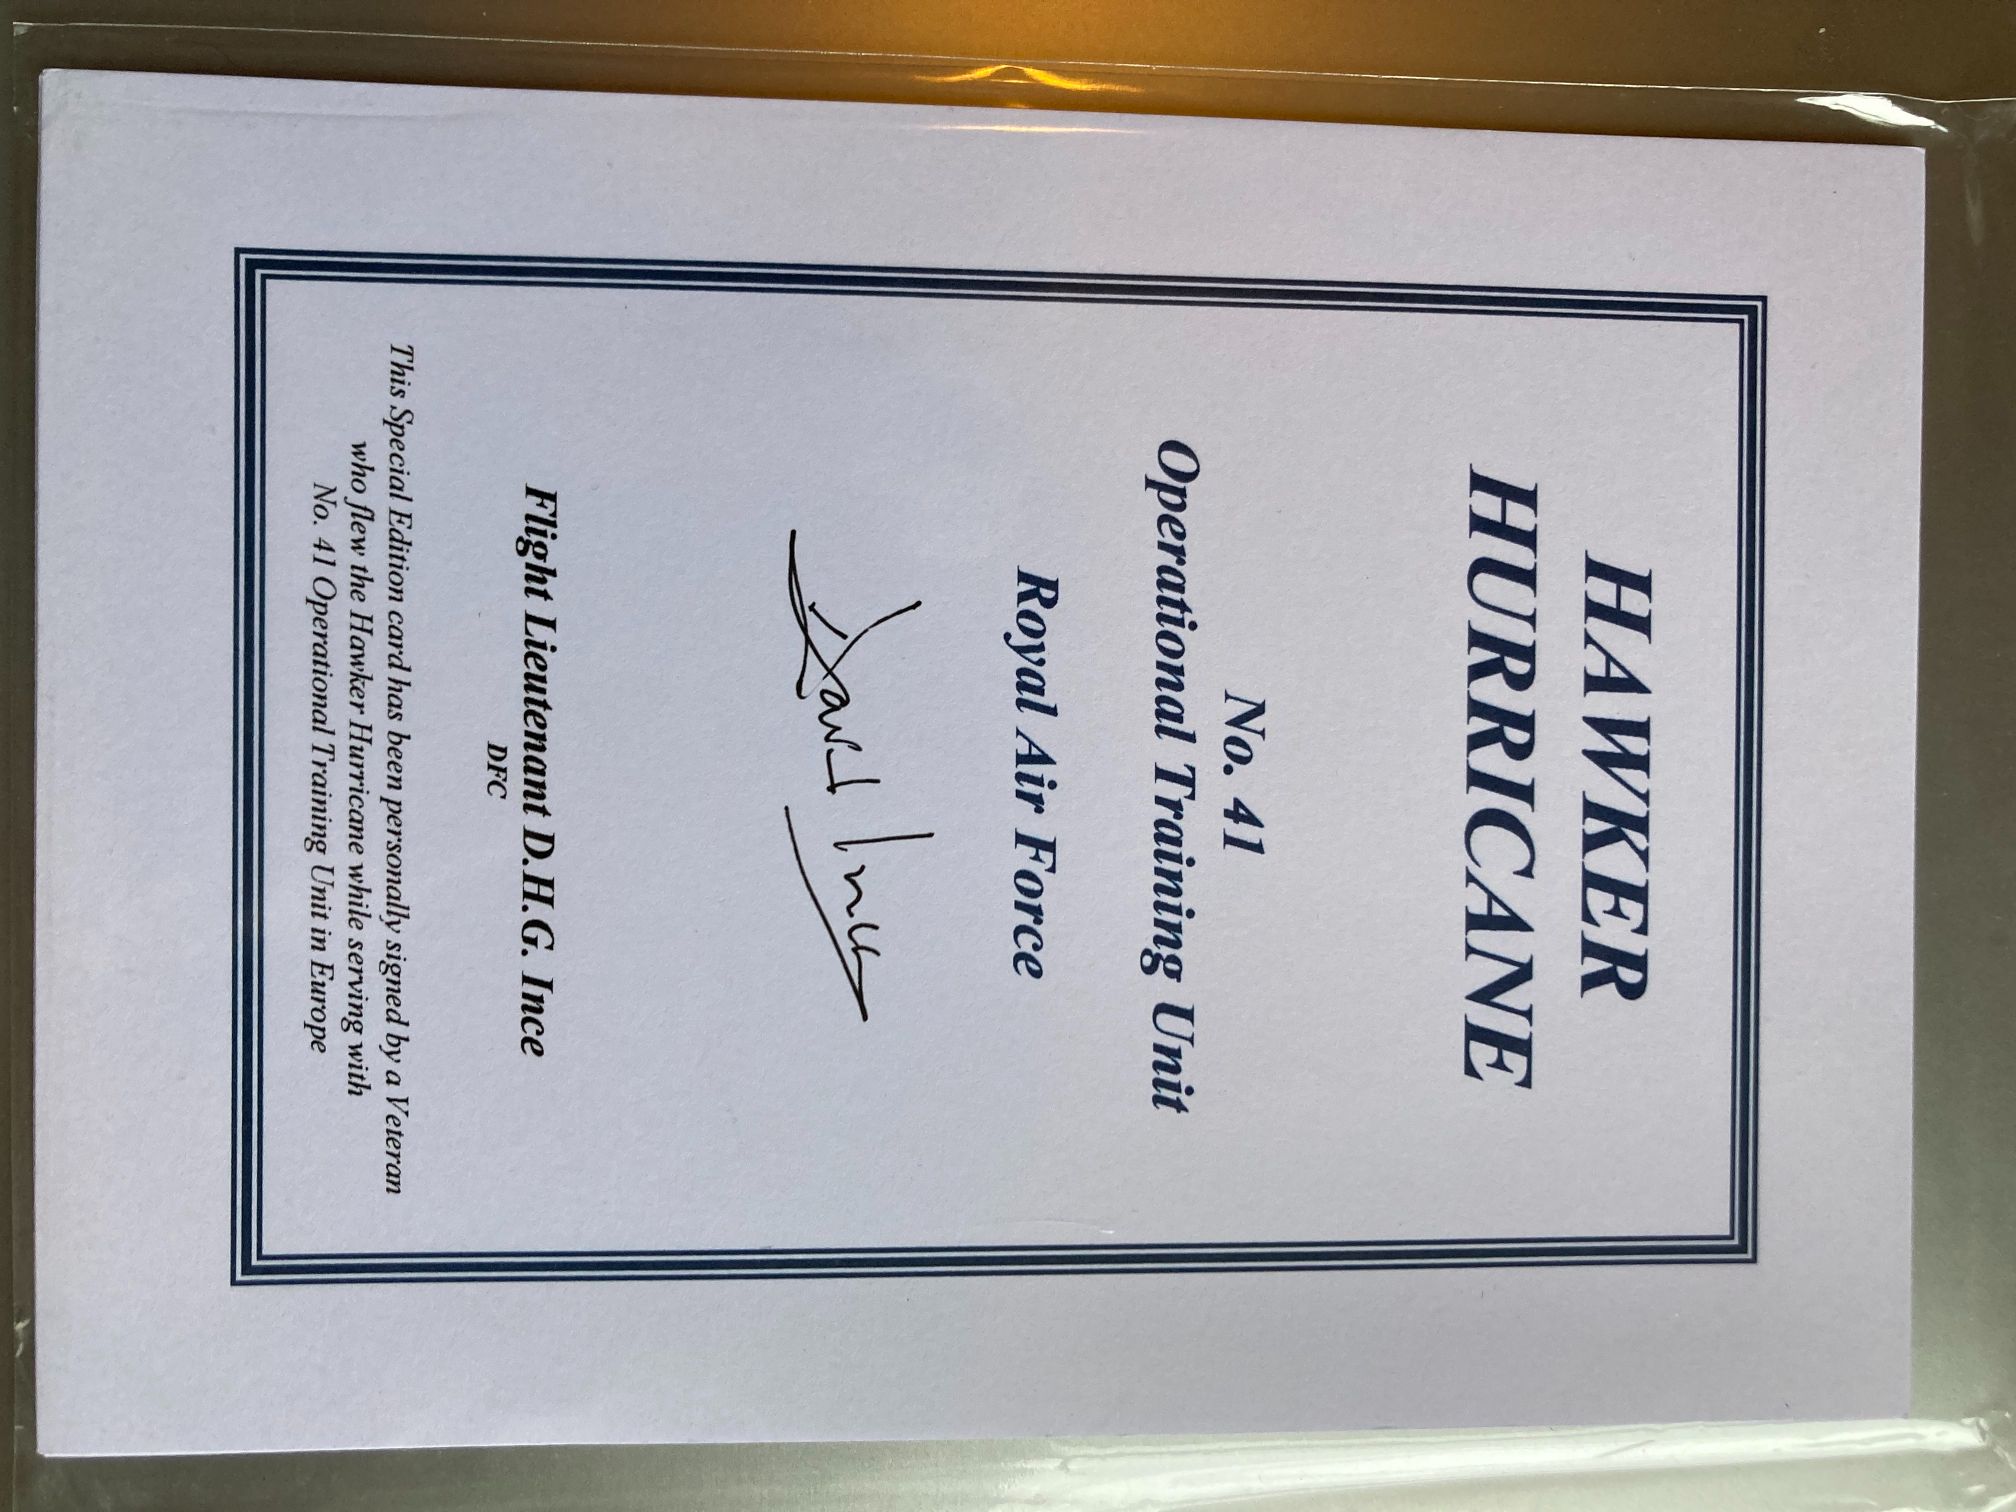 HAWKER
HURRICANE
No. 41
Operational Training Unit
Royal Air Force
David Ince
Flight Lieutenant D.H.G. Ince
DFC
This Special Edition card has been personally signed by a Veteran
who flew the Hawker Hurricane while serving with
No. 41 Operational Training Unit in Europe